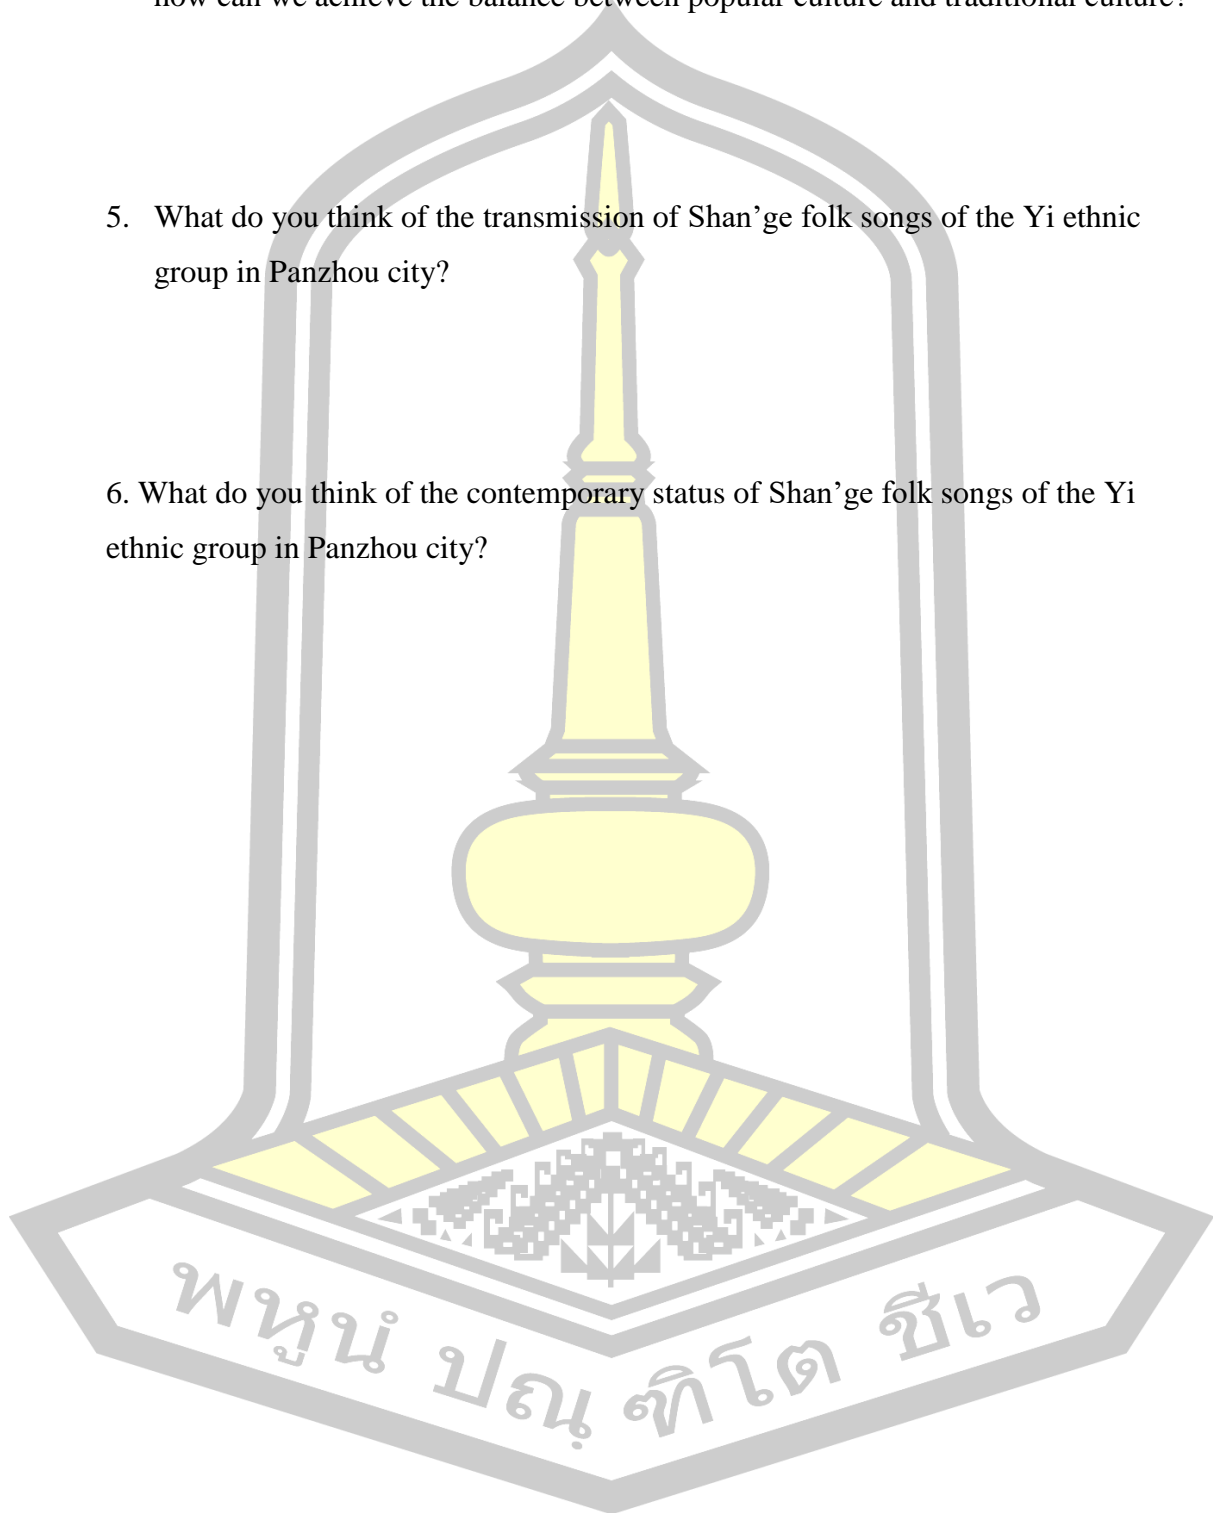 how can we achieve the balance between popular culture and traditional culture?
5. What do you think of the transmission of Shan’ge folk songs of the Yi ethnic
group in Panzhou city?
6. What do you think of the contemporary status of Shan’ge folk songs of the Yi
ethnic group in Panzhou city?
พหูนํ ปณฺฑิโต ชีเว